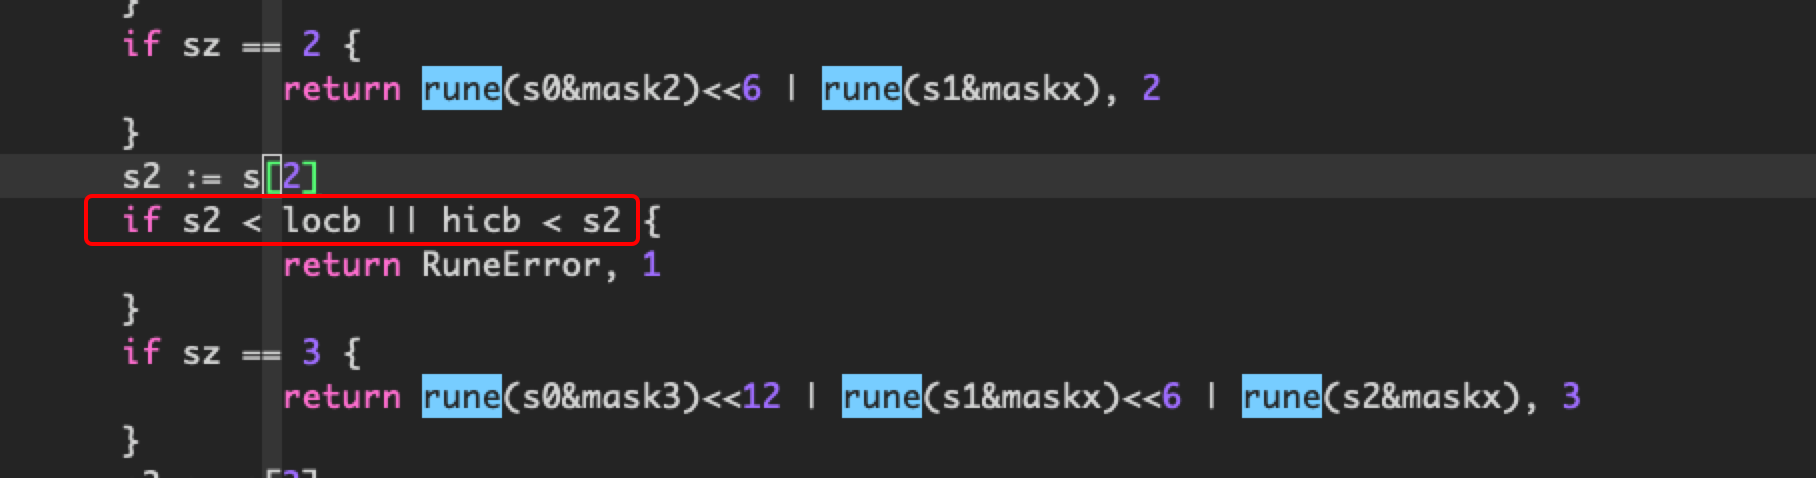 }
if sz == 2 {
return rune(s0&mask2)<<6 | rune(s1&maskx), 2
}
s2 := s[2]
if s2 < locb || hicb < s2 {
return RuneError, 1
}
if sz == 3 {
return rune(s0&mask3)<<12 | rune(s1&maskx)<<6 | rune(s2&maskx), 3
}